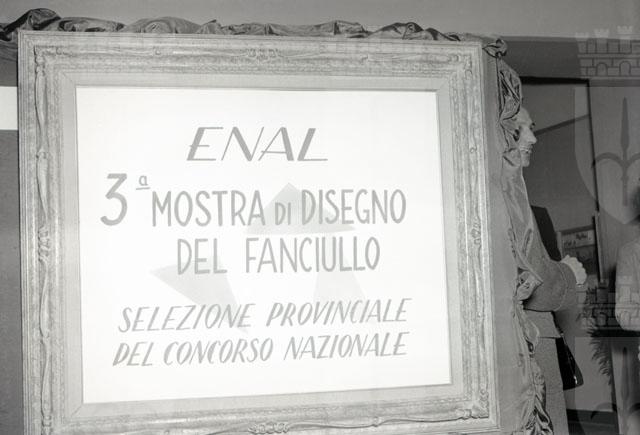 ENAL
3ª MOSTRA DI DISEGNO
DEL FANCIULLO
SELEZIONE PROVINCIALE
DEL CONCORSO NAZIONALE